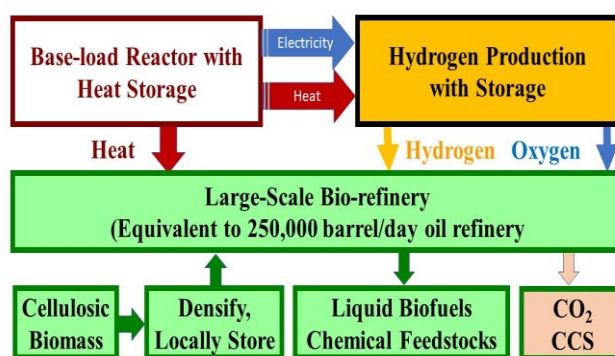 Base-load Reactor with
Heat Storage
Electricity
Heat
Hydrogen Production
with Storage
Heat
Hydrogen
Oxygen
Large-Scale Bio-refinery
(Equivalent to 250,000 barrel/day oil refinery
Cellulosic
Biomass
Densify,
Locally Store
Liquid Biofuels
Chemical Feedstocks
CO₂
CCS